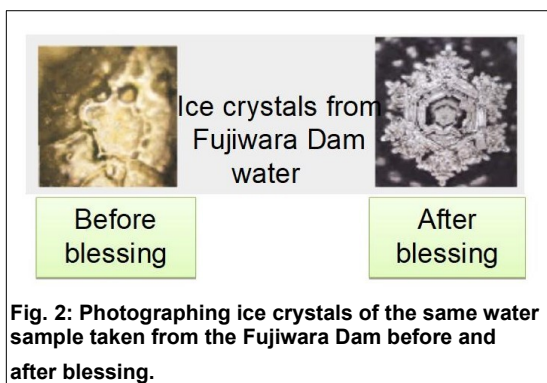 Ice crystals from
Fujiwara Dam
water
Before
blessing
After
blessing
Fig. 2: Photographing ice crystals of the same water
sample taken from the Fujiwara Dam before and
after blessing.